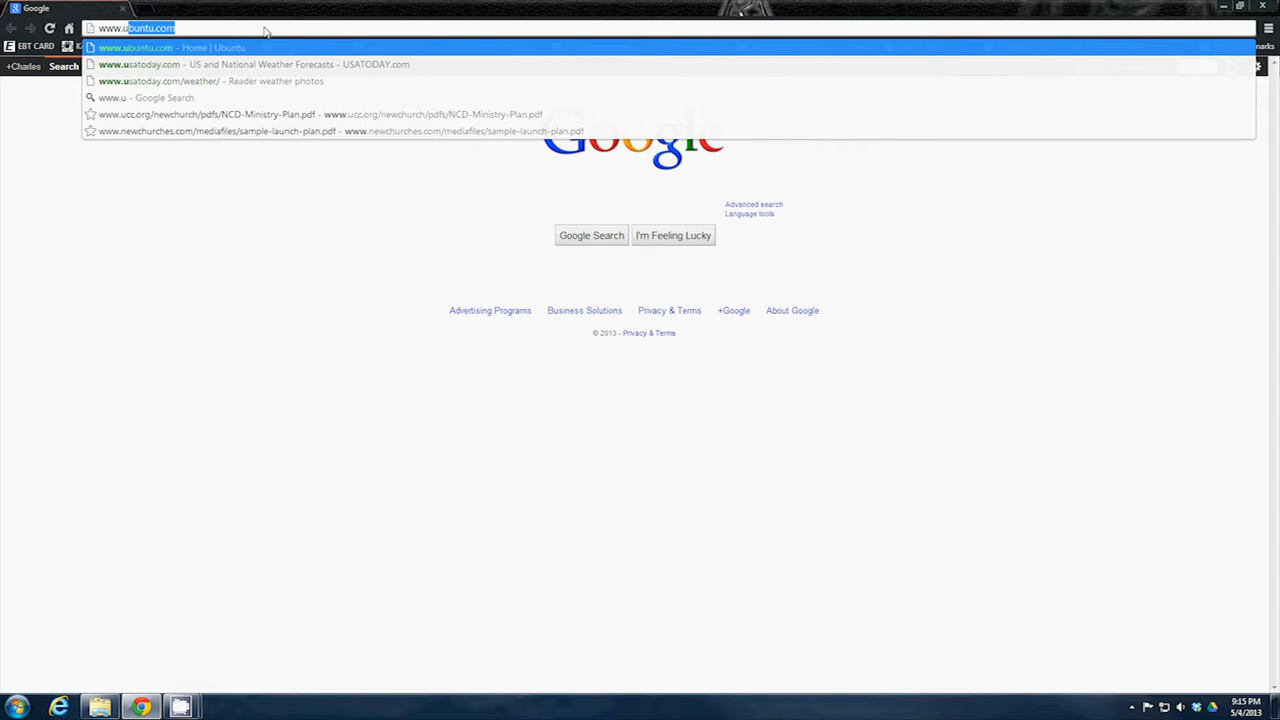 Google
www.ubuntu.com
EBT CARD
www.ubuntu.com - Home | Ubuntu
+Charles Search
www.usatoday.com - US and National Weather Forecasts - USATODAY.com
www.usatoday.com/weather/ - Reader weather photos
www.u - Google Search
www.ucc.org/newchurch/pdfs/NCD-Ministry-Plan.pdf - www.ucc.org/newchurch/pdfs/NCD-Ministry-Plan.pdf
www.newchurches.com/mediafiles/sample-launch-plan.pdf - www.newchurches.com/mediafiles/sample-launch-plan.pdf
Google
Advanced search
Language tools
Google Search I'm Feeling Lucky
Advertising Programs Business Solutions Privacy & Terms +Google About Google
© 2013 - Privacy & Terms
9:15 PM
5/4/2013